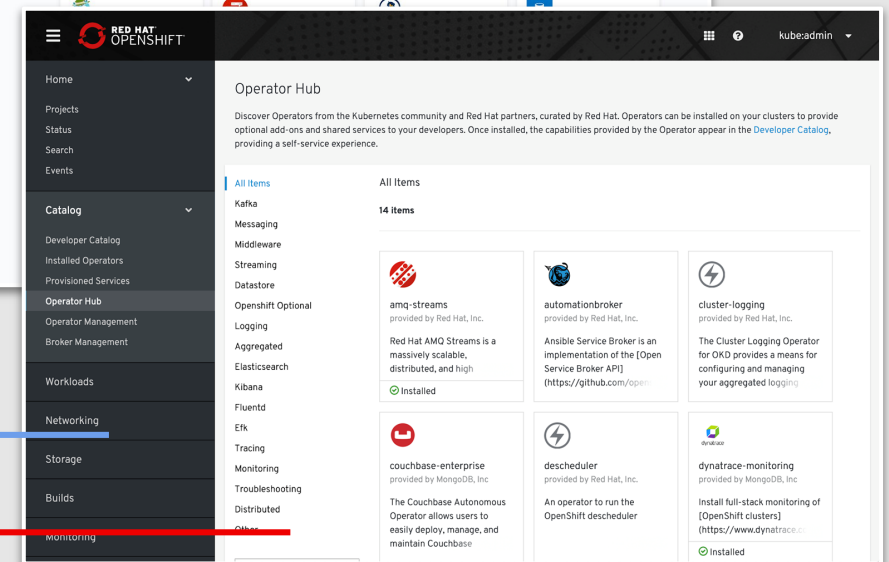 RED HAT
OPENSHIFT
kube:admin
Home
Projects
Status
Search
Events
Catalog
Developer Catalog
Installed Operators
Provisioned Services
Operator Hub
Operator Management
Broker Management
Workloads
Networking
Storage
Builds
Monitoring
Operator Hub
Discover Operators from the Kubernetes community and Red Hat partners, curated by Red Hat. Operators can be installed on your clusters to provide
optional add-ons and shared services to your developers. Once installed, the capabilities provided by the Operator appear in the Developer Catalog,
providing a self-service experience.
All Items
Kafka
Messaging
Middleware
Streaming
Datastore
Openshift Optional
Logging
Aggregated
Elasticsearch
Kibana
Fluentd
Efk
Tracing
Monitoring
Troubleshooting
Distributed
Other
All Items
14 items
amq-streams
provided by Red Hat, Inc.
Red Hat AMQ Streams is a
massively scalable,
distributed, and high
Installed
automationbroker
provided by Red Hat, Inc.
Ansible Service Broker is an
implementation of the [Open
Service Broker API]
(https://github.com/open
cluster-logging
provided by Red Hat, Inc.
The Cluster Logging Operator
for OKD provides a means for
configuring and managing
your aggregated logging
couchbase-enterprise
provided by MongoDB, Inc
The Couchbase Autonomous
Operator allows users to
easily deploy, manage, and
maintain Couchbase
descheduler
provided by Red Hat, Inc.
An operator to run the
OpenShift descheduler
dynatrace
dynatrace-monitoring
provided by MongoDB, Inc
Install full-stack monitoring of
[OpenShift clusters]
(https://www.dynatrace.c
Installed